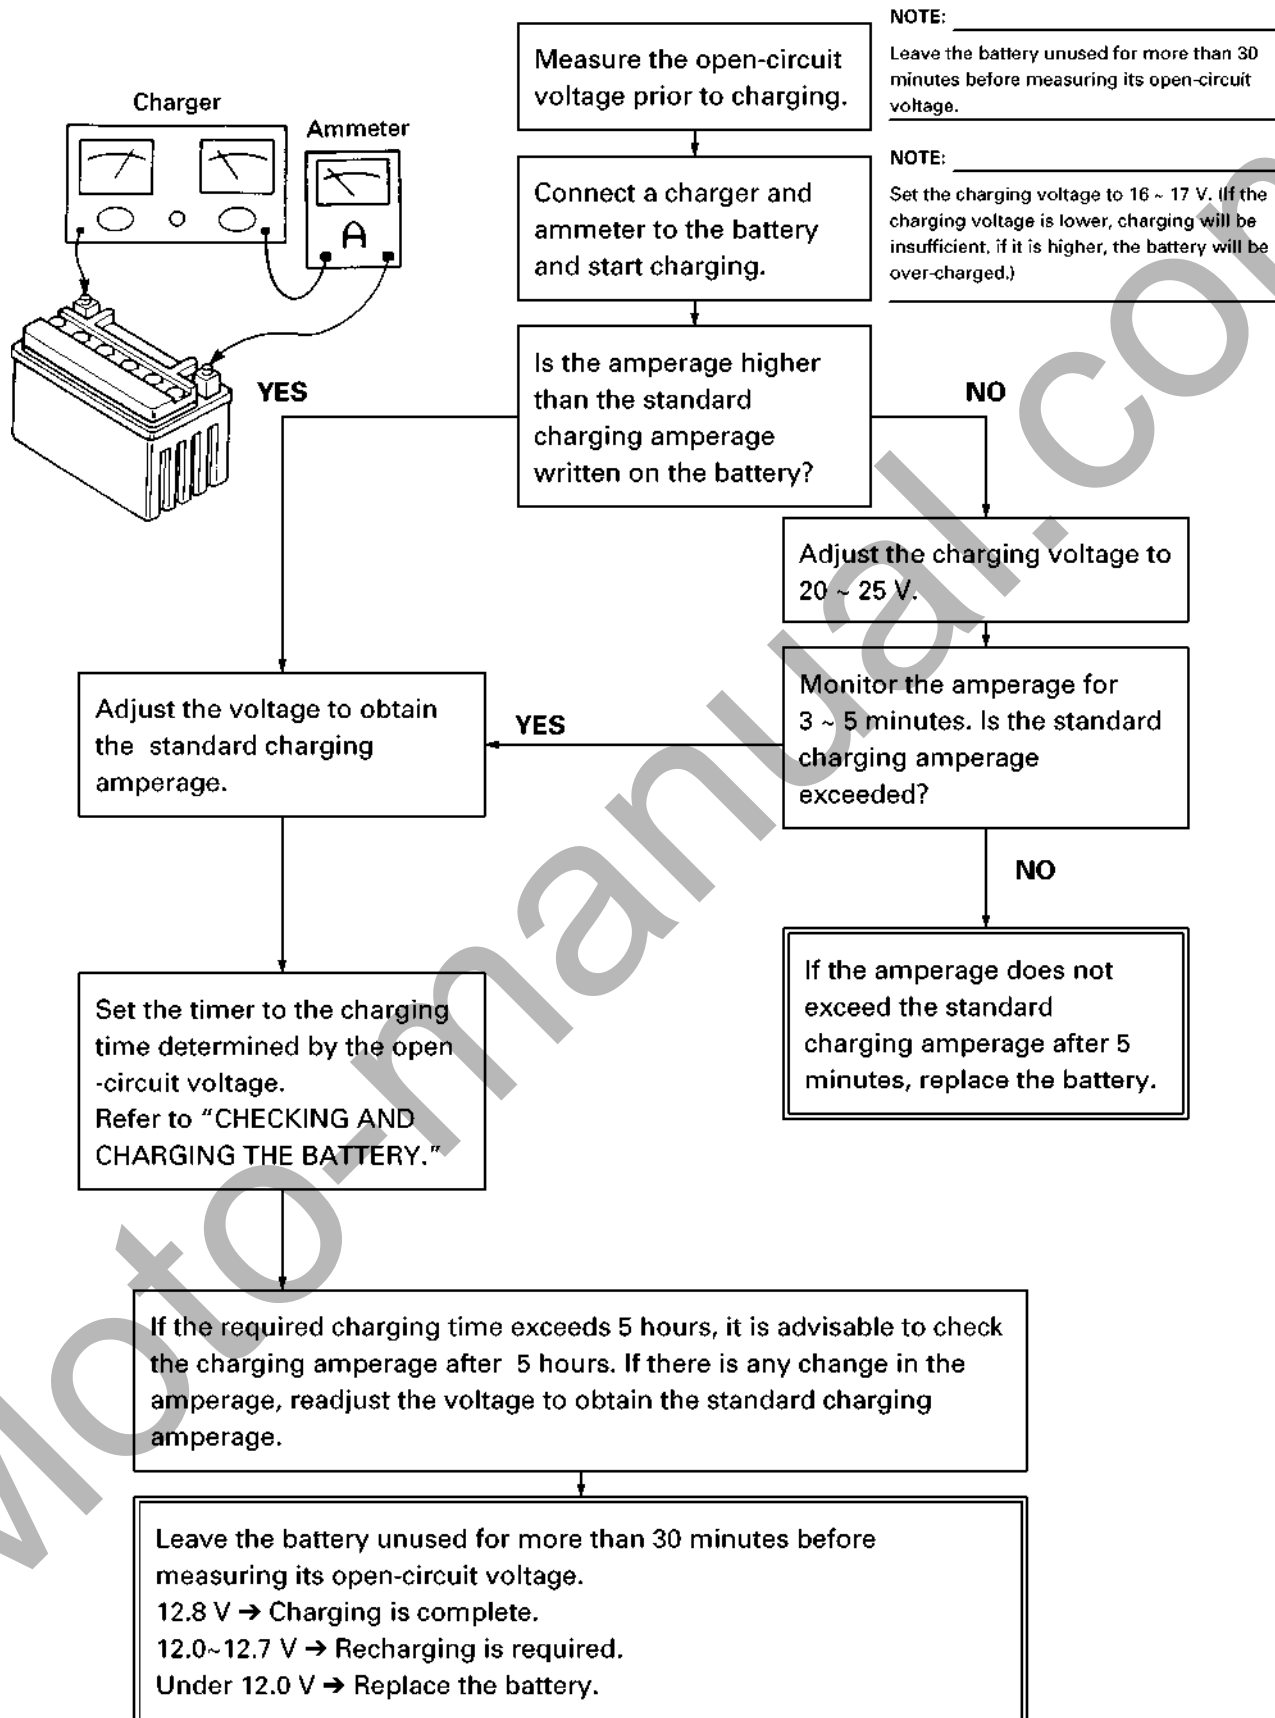 Charger
Ammeter
A
Measure the open-circuit
voltage prior to charging.
NOTE:
Leave the battery unused for more than 30
minutes before measuring its open-circuit
voltage.
Connect a charger and
ammeter to the battery
and start charging.
NOTE:
Set the charging voltage to 16 ~ 17 V. (If the
charging voltage is lower, charging will be
insufficient, if it is higher, the battery will be
over-charged.)
Is the amperage higher
than the standard
charging amperage
written on the battery?
YES
NO
Adjust the charging voltage to
20 ~ 25 V.
Monitor the amperage for
3 ~ 5 minutes. Is the standard
charging amperage
exceeded?
YES
Adjust the voltage to obtain
the standard charging
amperage.
NO
If the amperage does not
exceed the standard
charging amperage after 5
minutes, replace the battery.
Set the timer to the charging
time determined by the open
-circuit voltage.
Refer to “CHECKING AND
CHARGING THE BATTERY.”
If the required charging time exceeds 5 hours, it is advisable to check
the charging amperage after 5 hours. If there is any change in the
amperage, readjust the voltage to obtain the standard charging
amperage.
Leave the battery unused for more than 30 minutes before
measuring its open-circuit voltage.
12.8 V → Charging is complete.
12.0~12.7 V → Recharging is required.
Under 12.0 V → Replace the battery.
Moto-manual.com